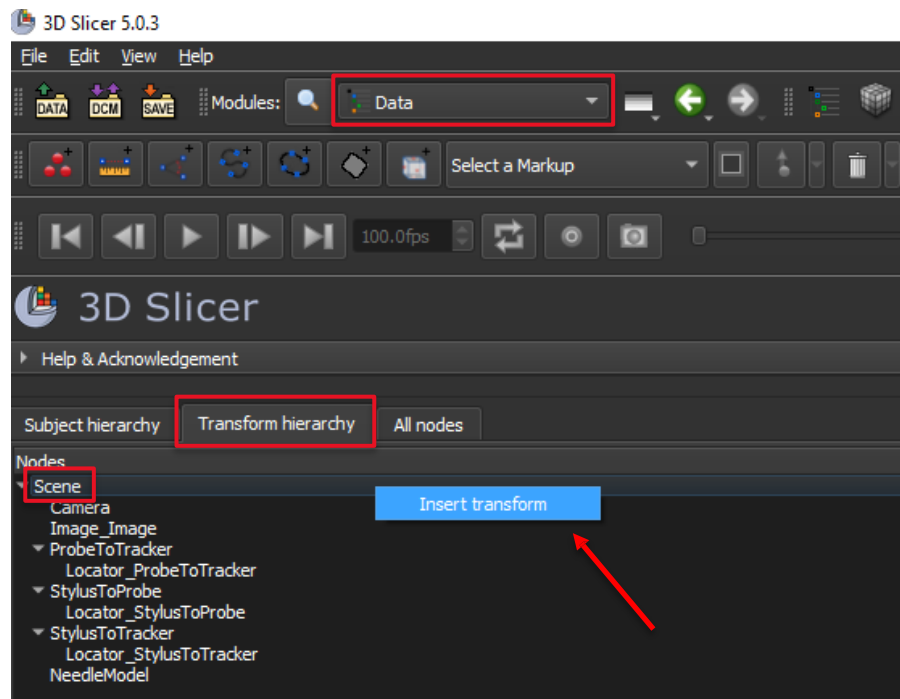 3D Slicer 5.0.3
File Edit View Help
DATA DCM SAVE Modules: Data
Select a Markup
100.0fps
3D Slicer
Help & Acknowledgement
Subject hierarchy Transform hierarchy All nodes
Nodes
Scene
Insert transform
Camera
Image_Image
ProbeToTracker
Locator_ProbeToTracker
StylusToProbe
Locator_StylusToProbe
StylusToTracker
Locator_StylusToTracker
NeedleModel